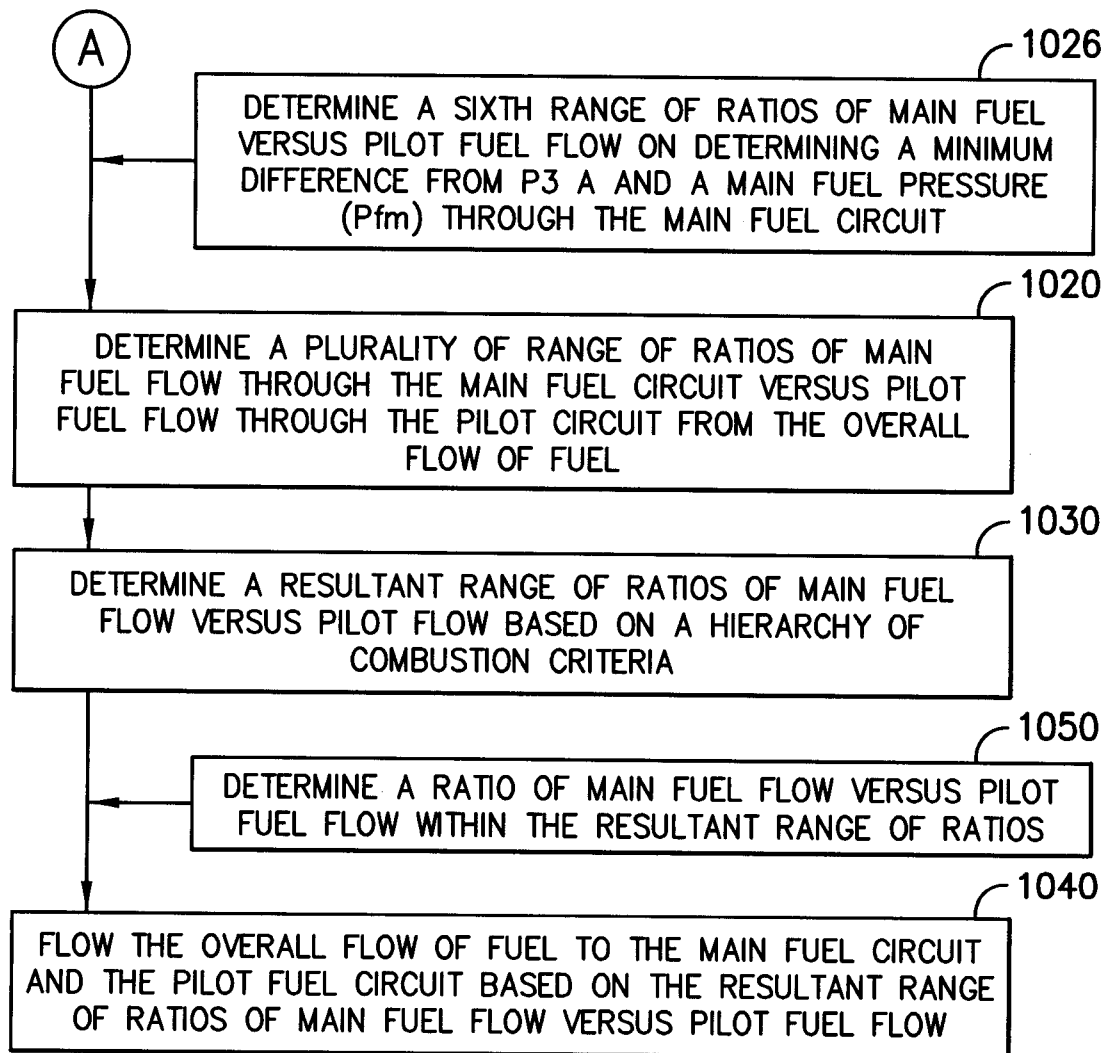 A
1026
DETERMINE A SIXTH RANGE OF RATIOS OF MAIN FUEL
VERSUS PILOT FUEL FLOW ON DETERMINING A MINIMUM
DIFFERENCE FROM P3 A AND A MAIN FUEL PRESSURE
(Pfm) THROUGH THE MAIN FUEL CIRCUIT
1020
DETERMINE A PLURALITY OF RANGE OF RATIOS OF MAIN
FUEL FLOW THROUGH THE MAIN FUEL CIRCUIT VERSUS PILOT
FUEL FLOW THROUGH THE PILOT CIRCUIT FROM THE OVERALL
FLOW OF FUEL
1030
DETERMINE A RESULTANT RANGE OF RATIOS OF MAIN FUEL
FLOW VERSUS PILOT FLOW BASED ON A HIERARCHY OF
COMBUSTION CRITERIA
1050
DETERMINE A RATIO OF MAIN FUEL FLOW VERSUS PILOT
FUEL FLOW WITHIN THE RESULTANT RANGE OF RATIOS
1040
FLOW THE OVERALL FLOW OF FUEL TO THE MAIN FUEL CIRCUIT
AND THE PILOT FUEL CIRCUIT BASED ON THE RESULTANT RANGE
OF RATIOS OF MAIN FUEL FLOW VERSUS PILOT FUEL FLOW